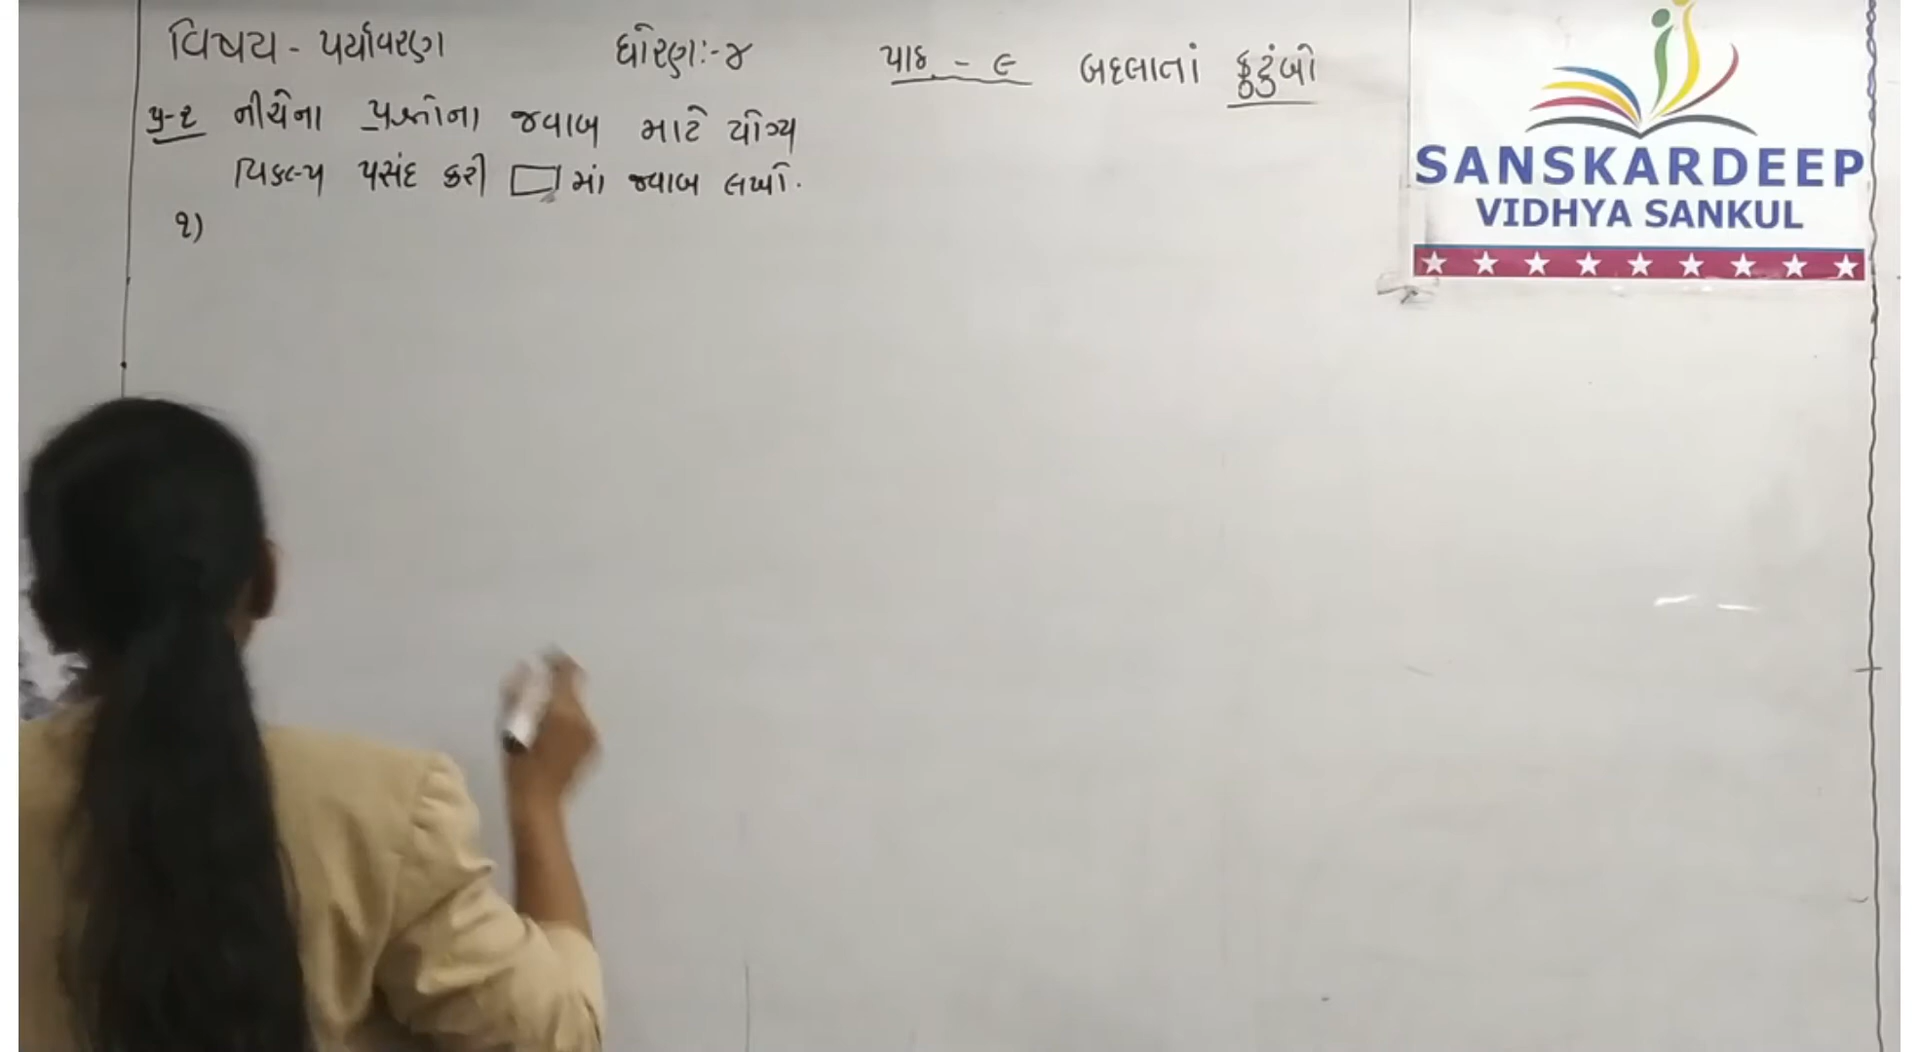 વિષય - પર્યાવરણ ધોરણ:- ૪ પાઠ - ૯ બદલાતાં કુટુંબો
પ્ર-૨ નીચેના પ્રશ્નોના જવાબ માટે યોગ્ય
વિકલ્પ પસંદ કરી માં જવાબ લખો.
૧)
SANSKARDEEP
VIDHYA SANKUL